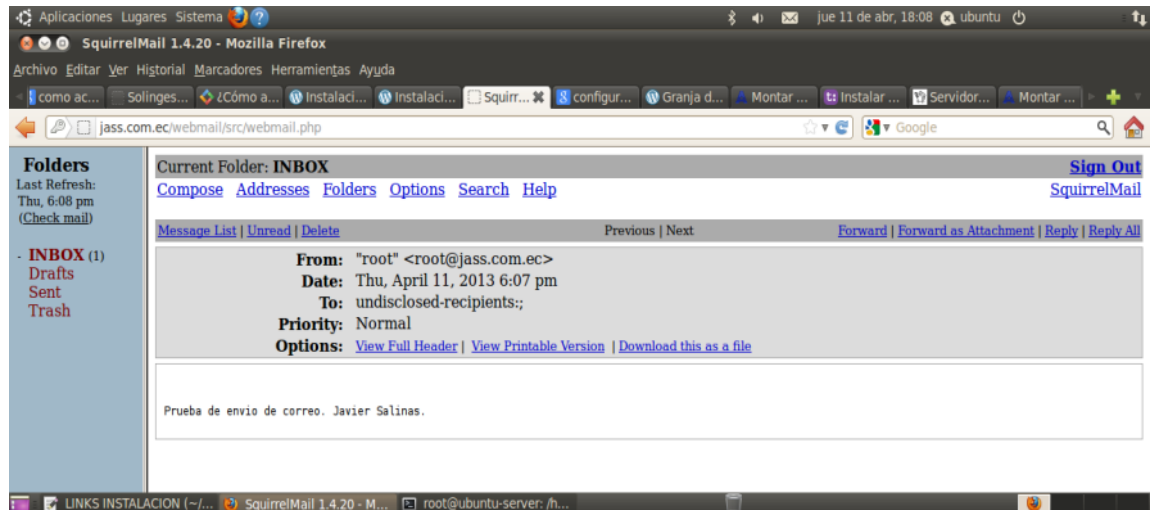 Aplicaciones Lugares Sistema
jue 11 de abr, 18:08 ubuntu
SquirrelMail 1.4.20 - Mozilla Firefox
Archivo Editar Ver Historial Marcadores Herramientas Ayuda
como ac... Solinges... ¿Cómo a... Instalaci... Instalaci... Squirr... configur... Granja d... Montar ... Instalar ... Servidor... Montar ...
jass.com.ec/webmail/src/webmail.php
Google
Folders
Last Refresh:
Thu, 6:08 pm
(Check mail)
- INBOX (1)
Drafts
Sent
Trash
Current Folder: INBOX
Sign Out
Compose Addresses Folders Options Search Help
SquirrelMail
Message List | Unread | Delete
Previous | Next
Forward | Forward as Attachment | Reply | Reply All
From: "root" <root@jass.com.ec>
Date: Thu, April 11, 2013 6:07 pm
To: undisclosed-recipients:;
Priority: Normal
Options: View Full Header | View Printable Version | Download this as a file
Prueba de envio de correo. Javier Salinas.
LINKS INSTALACION (~/... SquirrelMail 1.4.20 - M... root@ubuntu-server: /h...